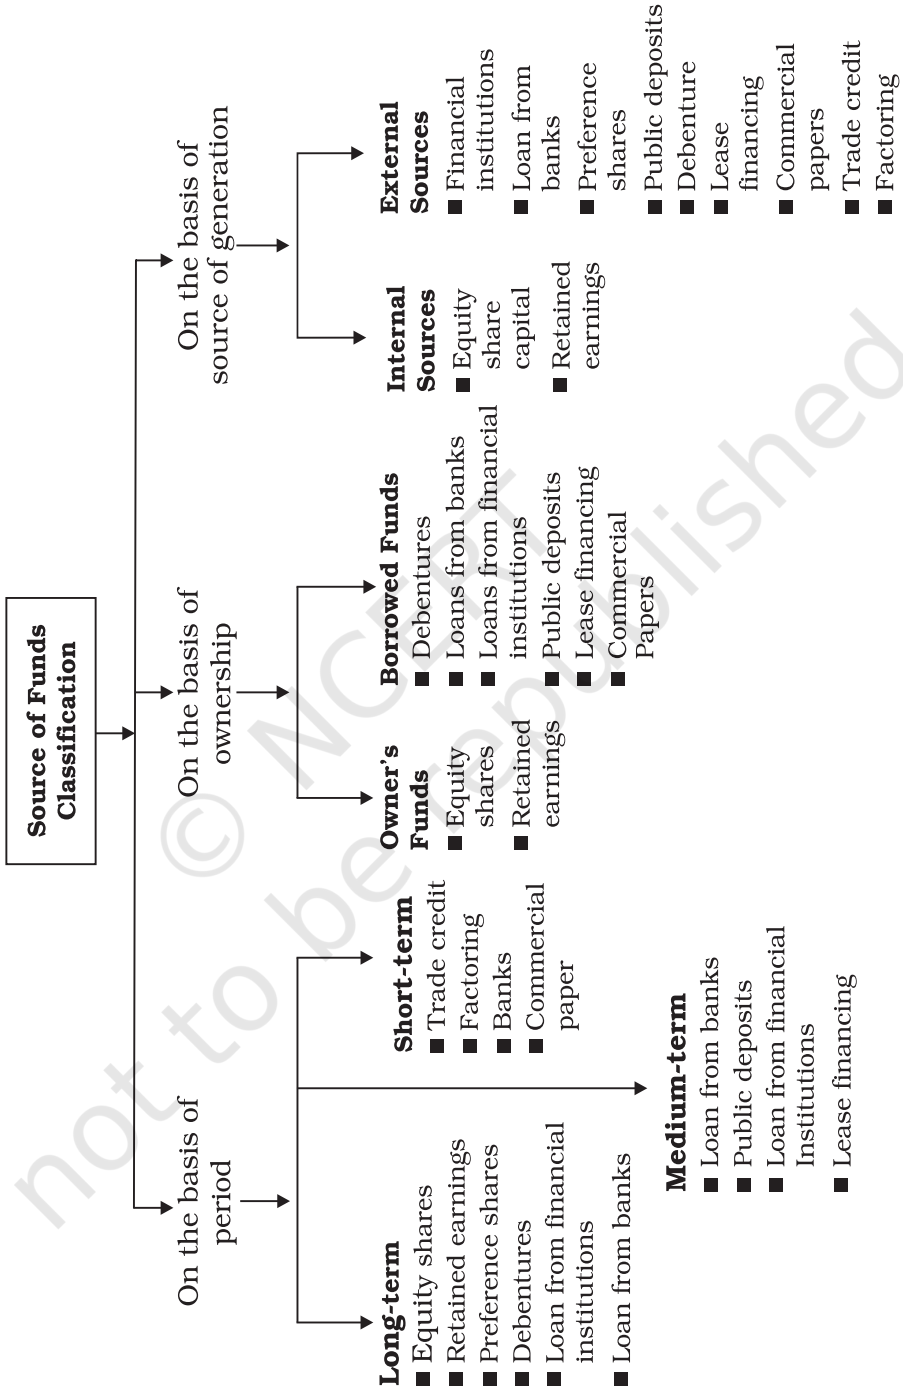 Source of Funds
Classification
On the basis of
period
On the basis of
ownership
On the basis of
source of generation
Long-term
■ Equity shares
■ Retained earnings
■ Preference shares
■ Debentures
■ Loan from financial
institutions
■ Loan from banks
Medium-term
■ Loan from banks
■ Public deposits
■ Loan from financial
Institutions
■ Lease financing
Short-term
■ Trade credit
■ Factoring
■ Banks
■ Commercial
paper
Owner's
Funds
■ Equity
shares
■ Retained
earnings
Borrowed Funds
■ Debentures
■ Loans from banks
■ Loans from financial
institutions
■ Public deposits
■ Lease financing
■ Commercial
Papers
Internal
Sources
■ Equity
share
capital
■ Retained
earnings
External
Sources
■ Financial
institutions
■ Loan from
banks
■ Preference
shares
■ Public deposits
■ Debenture
■ Lease
financing
■ Commercial
papers
■ Trade credit
■ Factoring
© NCERT
not to be republished